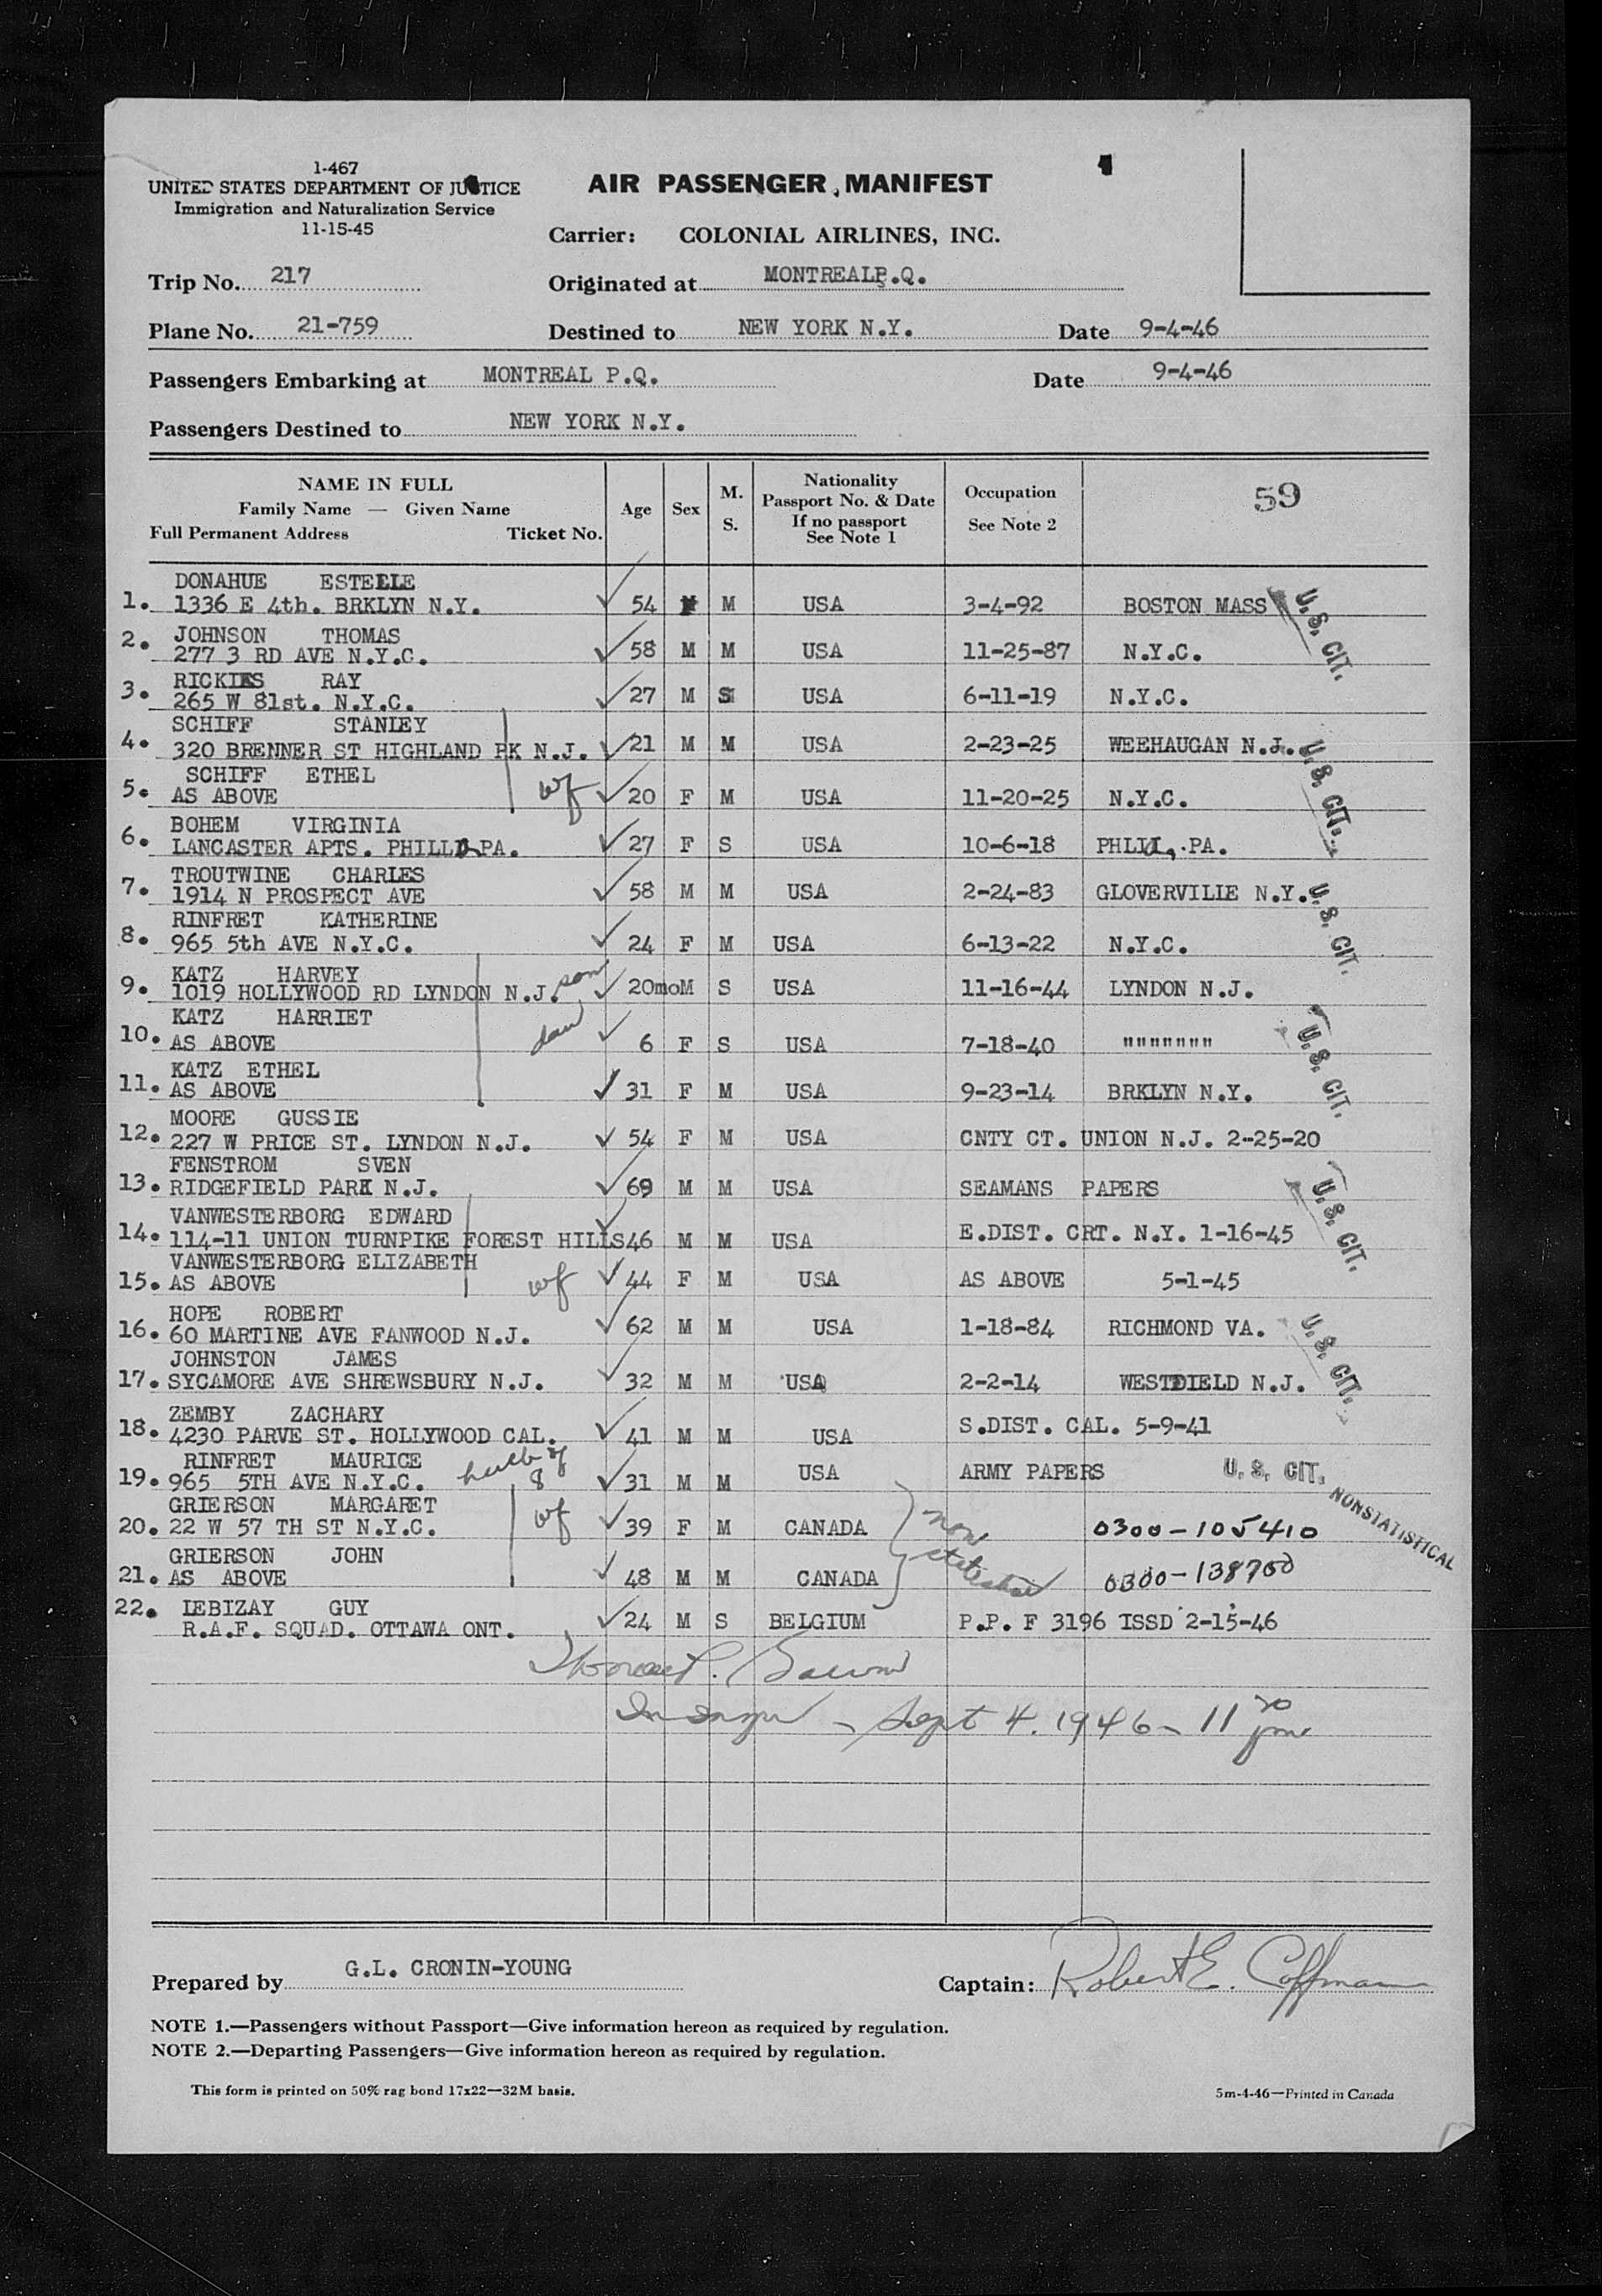 1-467
UNITED STATES DEPARTMENT OF JUSTICE
Immigration and Naturalization Service
11-15-45
AIR PASSENGER MANIFEST
Carrier: COLONIAL AIRLINES, INC.
Trip No. 217 Originated at MONTREAL P.Q.
Plane No. 21-759 Destined to NEW YORK N.Y. Date 9-4-46
Passengers Embarking at MONTREAL P.Q. Date 9-4-46
Passengers Destined to NEW YORK N.Y.
NAME IN FULL
Family Name — Given Name
Full Permanent Address Ticket No.
Age Sex M. S.
Nationality
Passport No. & Date
If no passport
See Note 1
Occupation
See Note 2
59
DONAHUE ESTELLE
1. 1336 E 4th. BRKLYN N.Y. 54 M USA 3-4-92 BOSTON MASS
U. S. CIT.
JOHNSON THOMAS
2. 277 3 RD AVE N.Y.C. 58 M M USA 11-25-87 N.Y.C.
RAY
3. 265 W 81st. N.Y.C. 27 M S USA 6-11-19 N.Y.C.
SCHIFF STANLEY
4. 320 BRENNER ST HIGHLAND PK N.J. 21 M M USA 2-23-25 WEEHAUGAN N.J.
U. S. CIT.
SCHIFF ETHEL
5. AS ABOVE wf 20 F M USA 11-20-25 N.Y.C.
BOHEM VIRGINIA
6. LANCASTER APTS. PA. 27 F S USA 10-6-18 PA.
TROUTWINE CHARLES
7. 1914 N PROSPECT AVE 58 M M USA 2-24-83 GLOVERVILLE N.Y.
U. S. CIT.
RINFRET KATHERINE
8. 965 5th AVE N.Y.C. 24 F M USA 6-13-22 N.Y.C.
KATZ HARVEY
9. 1019 HOLLYWOOD RD LYNDON N.J. son 20mo M S USA 11-16-44 LYNDON N.J.
KATZ HARRIET
10. AS ABOVE dau 6 F S USA 7-18-40 """""""
U. S. CIT.
KATZ ETHEL
11. AS ABOVE 31 F M USA 9-23-14 BRKLYN N.Y.
MOORE GUSSIE
12. 227 W PRICE ST. LYNDON N.J. 54 F M USA CNTY CT. UNION N.J. 2-25-20
FENSTROM SVEN
13. RIDGEFIELD PARK N.J. 69 M M USA SEAMANS PAPERS
U. S. CIT.
VANWESTERBORG EDWARD
14. 114-11 UNION TURNPIKE FOREST HILLS 46 M M USA E.DIST. CRT. N.Y. 1-16-45
VANWESTERBORG ELIZABETH
15. AS ABOVE wf 44 F M USA AS ABOVE 5-1-45
HOPE ROBERT
16. 60 MARTINE AVE FANWOOD N.J. 62 M M USA 1-18-84 RICHMOND VA.
U. S. CIT.
JOHNSTON JAMES
17. SYCAMORE AVE SHREWSBURY N.J. 32 M M USA 2-2-14 N.J.
ZEMBY ZACHARY
18. 4230 PARVE ST. HOLLYWOOD CAL. 41 M M USA S.DIST. CAL. 5-9-41
RINFRET MAURICE
19. 965 5TH AVE N.Y.C. husb of 8 31 M M USA ARMY PAPERS U. S. CIT.
GRIERSON MARGARET
20. 22 W 57 TH ST N.Y.C. wf 39 F M CANADA non 0300-105410
NONSTATISTICAL
GRIERSON JOHN
21. AS ABOVE 48 M M CANADA 0300-138700
22. LEBIZAY GUY
R.A.F. SQUAD. OTTAWA ONT. 24 M S BELGIUM P.P. F 3196 ISSD 2-15-46
Sept 4. 1946 - 11 30 pm
Prepared by G.L. CRONIN-YOUNG Captain: Robert E. Coffman
NOTE 1.—Passengers without Passport—Give information hereon as required by regulation.
NOTE 2.—Departing Passengers—Give information hereon as required by regulation.
This form is printed on 50% rag bond 17x22—32M basis. 5m-4-46—Printed in Canada